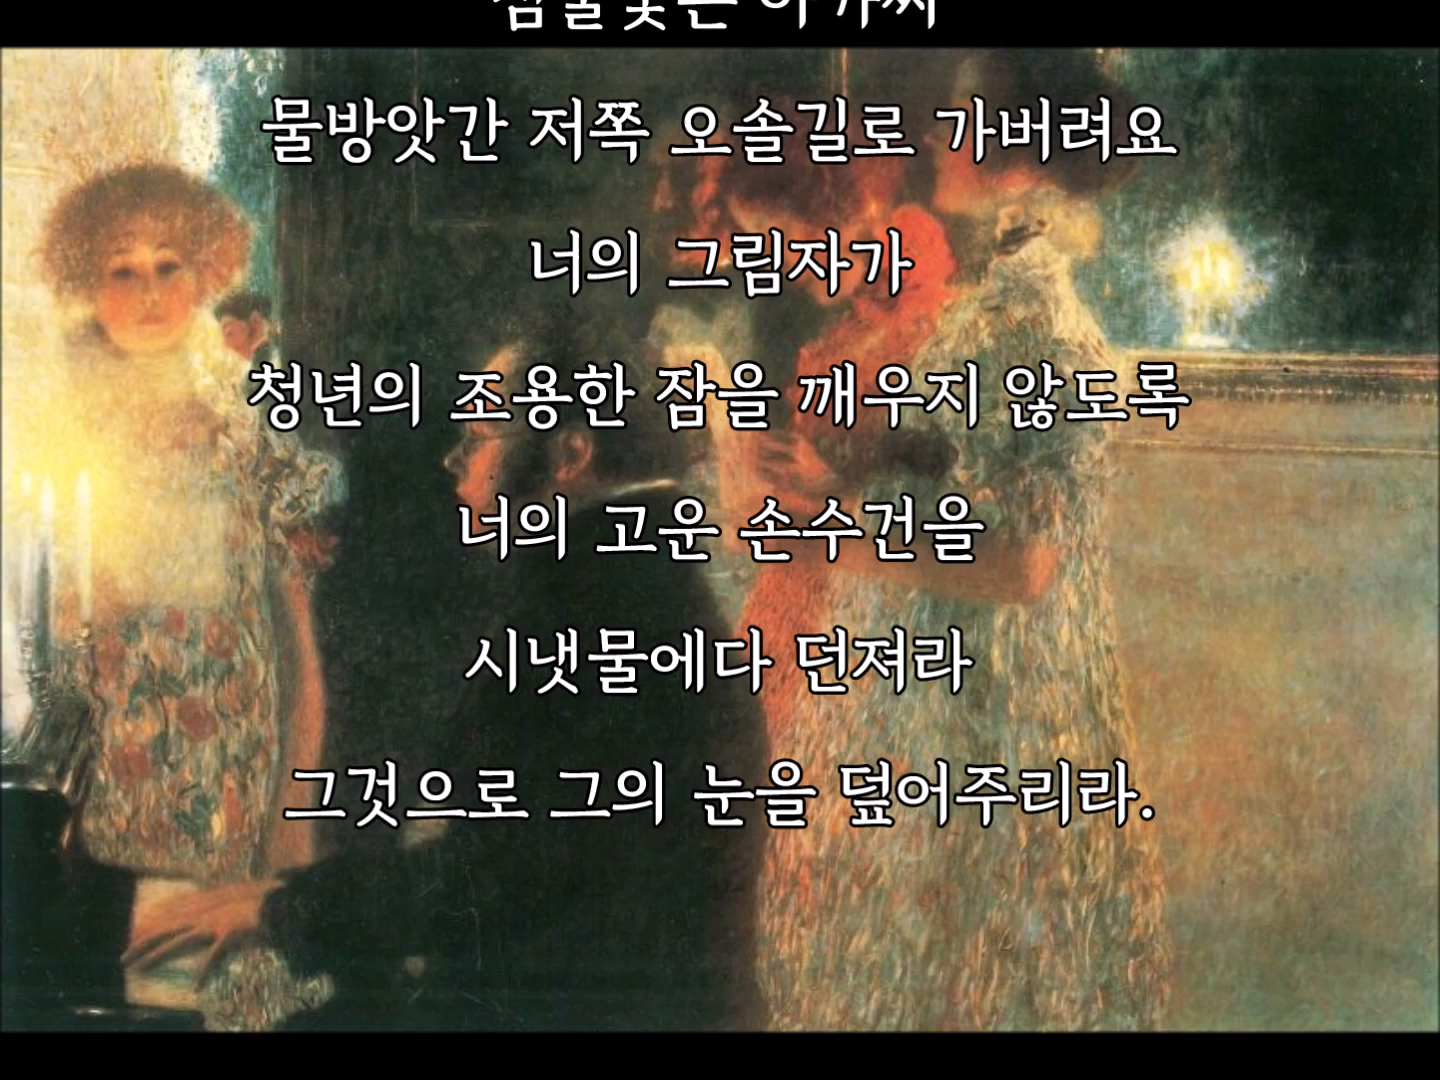 물방앗간 저쪽 오솔길로 가버려요
너의 그림자가
청년의 조용한 잠을 깨우지 않도록
너의 고운 손수건을
시냇물에다 던져라
그것으로 그의 눈을 덮어주리라.